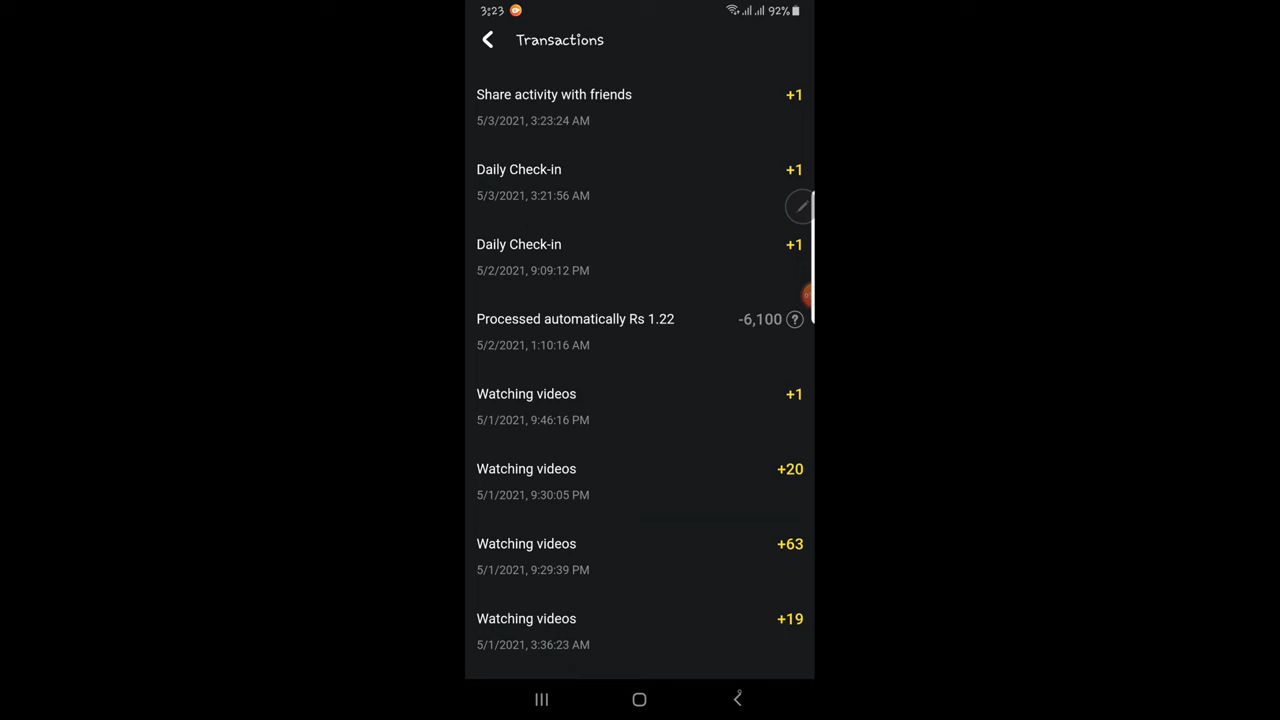 3:23 92%
Transactions
Share activity with friends +1
5/3/2021, 3:23:24 AM
Daily Check-in +1
5/3/2021, 3:21:56 AM
Daily Check-in +1
5/2/2021, 9:09:12 PM
Processed automatically Rs 1.22 -6,100 ?
5/2/2021, 1:10:16 AM
Watching videos +1
5/1/2021, 9:46:16 PM
Watching videos +20
5/1/2021, 9:30:05 PM
Watching videos +63
5/1/2021, 9:29:39 PM
Watching videos +19
5/1/2021, 3:36:23 AM